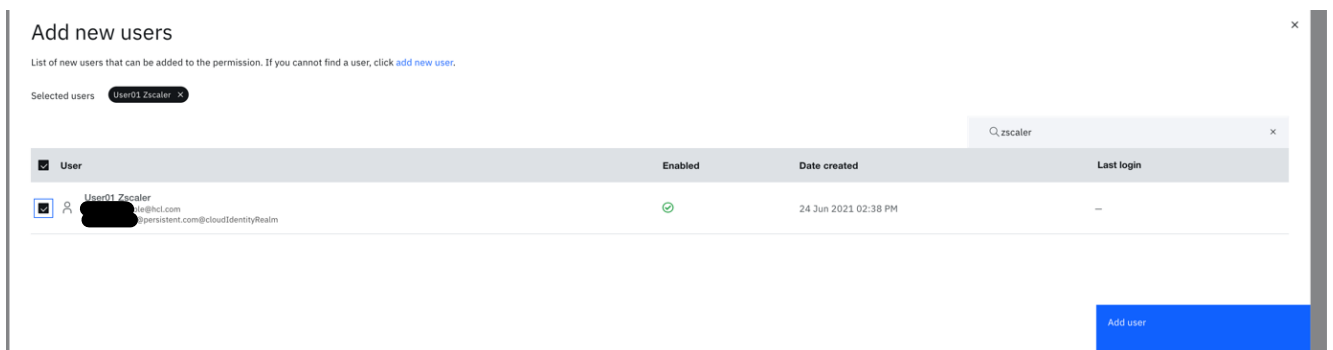 Add new users
List of new users that can be added to the permission. If you cannot find a user, click add new user.
Selected users User01 Zscaler ×
zscaler ×
User Enabled Date created Last login
User01 Zscaler
@hcl.com
@persistent.com@cloudIdentityRealm
24 Jun 2021 02:38 PM –
Add user